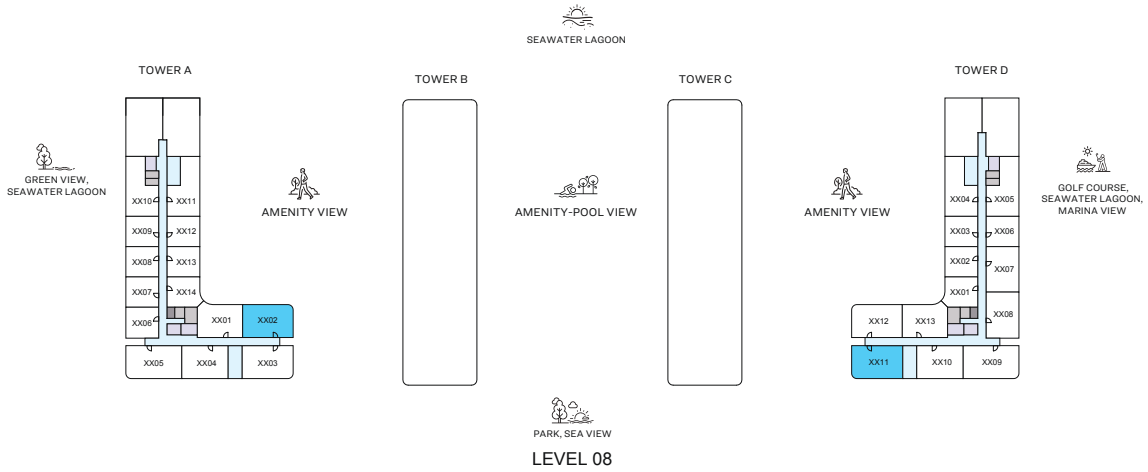 SEAWATER LAGOON
TOWER A
TOWER B
TOWER C
TOWER D
GREEN VIEW,
SEAWATER LAGOON
AMENITY VIEW
AMENITY-POOL VIEW
AMENITY VIEW
GOLF COURSE,
SEAWATER LAGOON,
MARINA VIEW
XX10 XX11
XX09 XX12
XX08 XX13
XX07 XX14
XX06 XX01 XX02
XX05 XX04 XX03
XX04 XX05
XX03 XX06
XX02 XX07
XX01
XX12 XX13 XX08
XX11 XX10 XX09
PARK, SEA VIEW
LEVEL 08